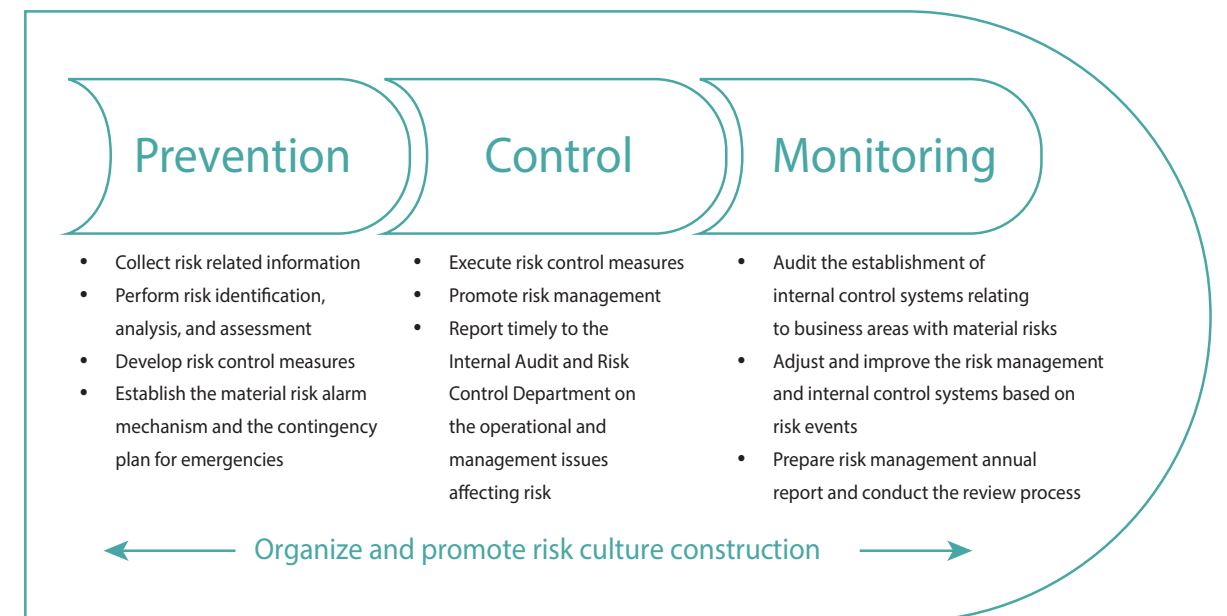 Prevention
Control
Monitoring
• Collect risk related information
• Perform risk identification,
analysis, and assessment
• Develop risk control measures
• Establish the material risk alarm
mechanism and the contingency
plan for emergencies
• Execute risk control measures
• Promote risk management
• Report timely to the
Internal Audit and Risk
Control Department on
the operational and
management issues
affecting risk
• Audit the establishment of
internal control systems relating
to business areas with material risks
• Adjust and improve the risk management
and internal control systems based on
risk events
• Prepare risk management annual
report and conduct the review process
Organize and promote risk culture construction